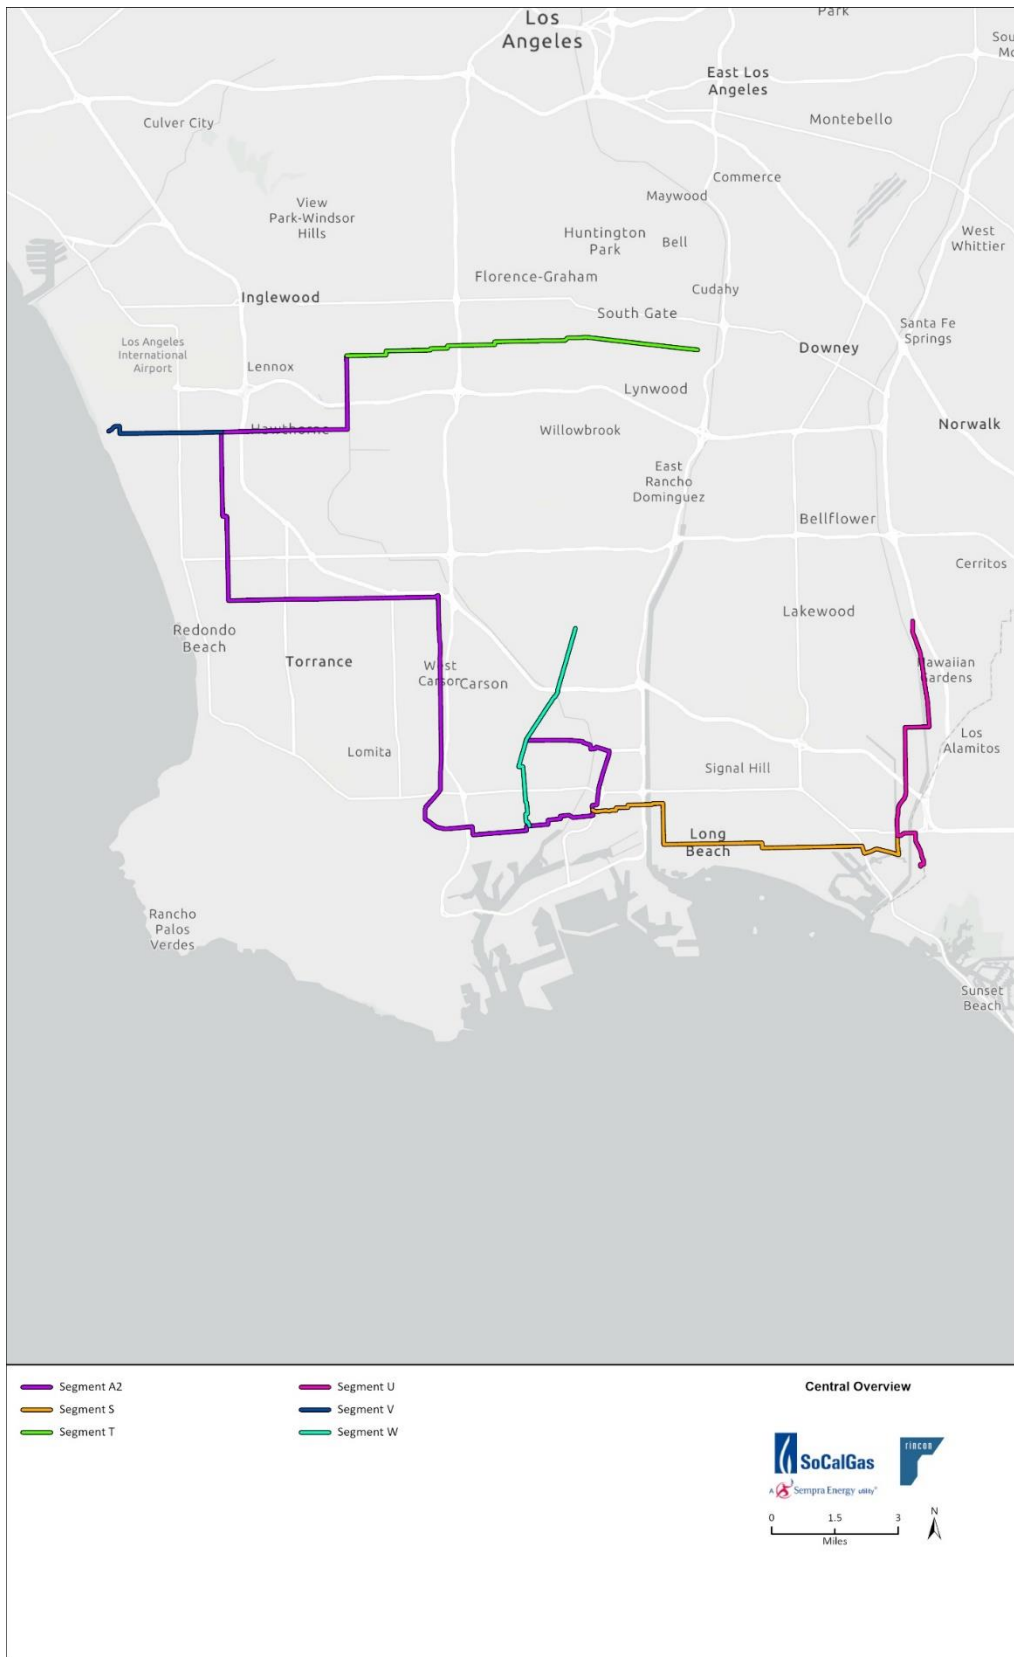 Los
Angeles
Park
East Los
Angeles
Culver City
Montebello
Commerce
Maywood
View
Park-Windsor
Hills
Huntington
Park
Bell
West
Whittier
Florence-Graham
Cudahy
Inglewood
South Gate
Santa Fe
Springs
Los Angeles
International
Airport
Downey
Lennox
Lynwood
Hawthorne
Willowbrook
Norwalk
East
Rancho
Dominguez
Bellflower
Cerritos
Lakewood
Redondo
Beach
Torrance
West
Carson
Carson
Hawaiian
Gardens
Los
Alamitos
Lomita
Signal Hill
Long
Beach
Rancho
Palos
Verdes
Sunset
Beach
Segment A2
Segment S
Segment T
Segment U
Segment V
Segment W
Central Overview
SoCalGas
A Sempra Energy utility®
rincon
0 1.5 3
Miles
N